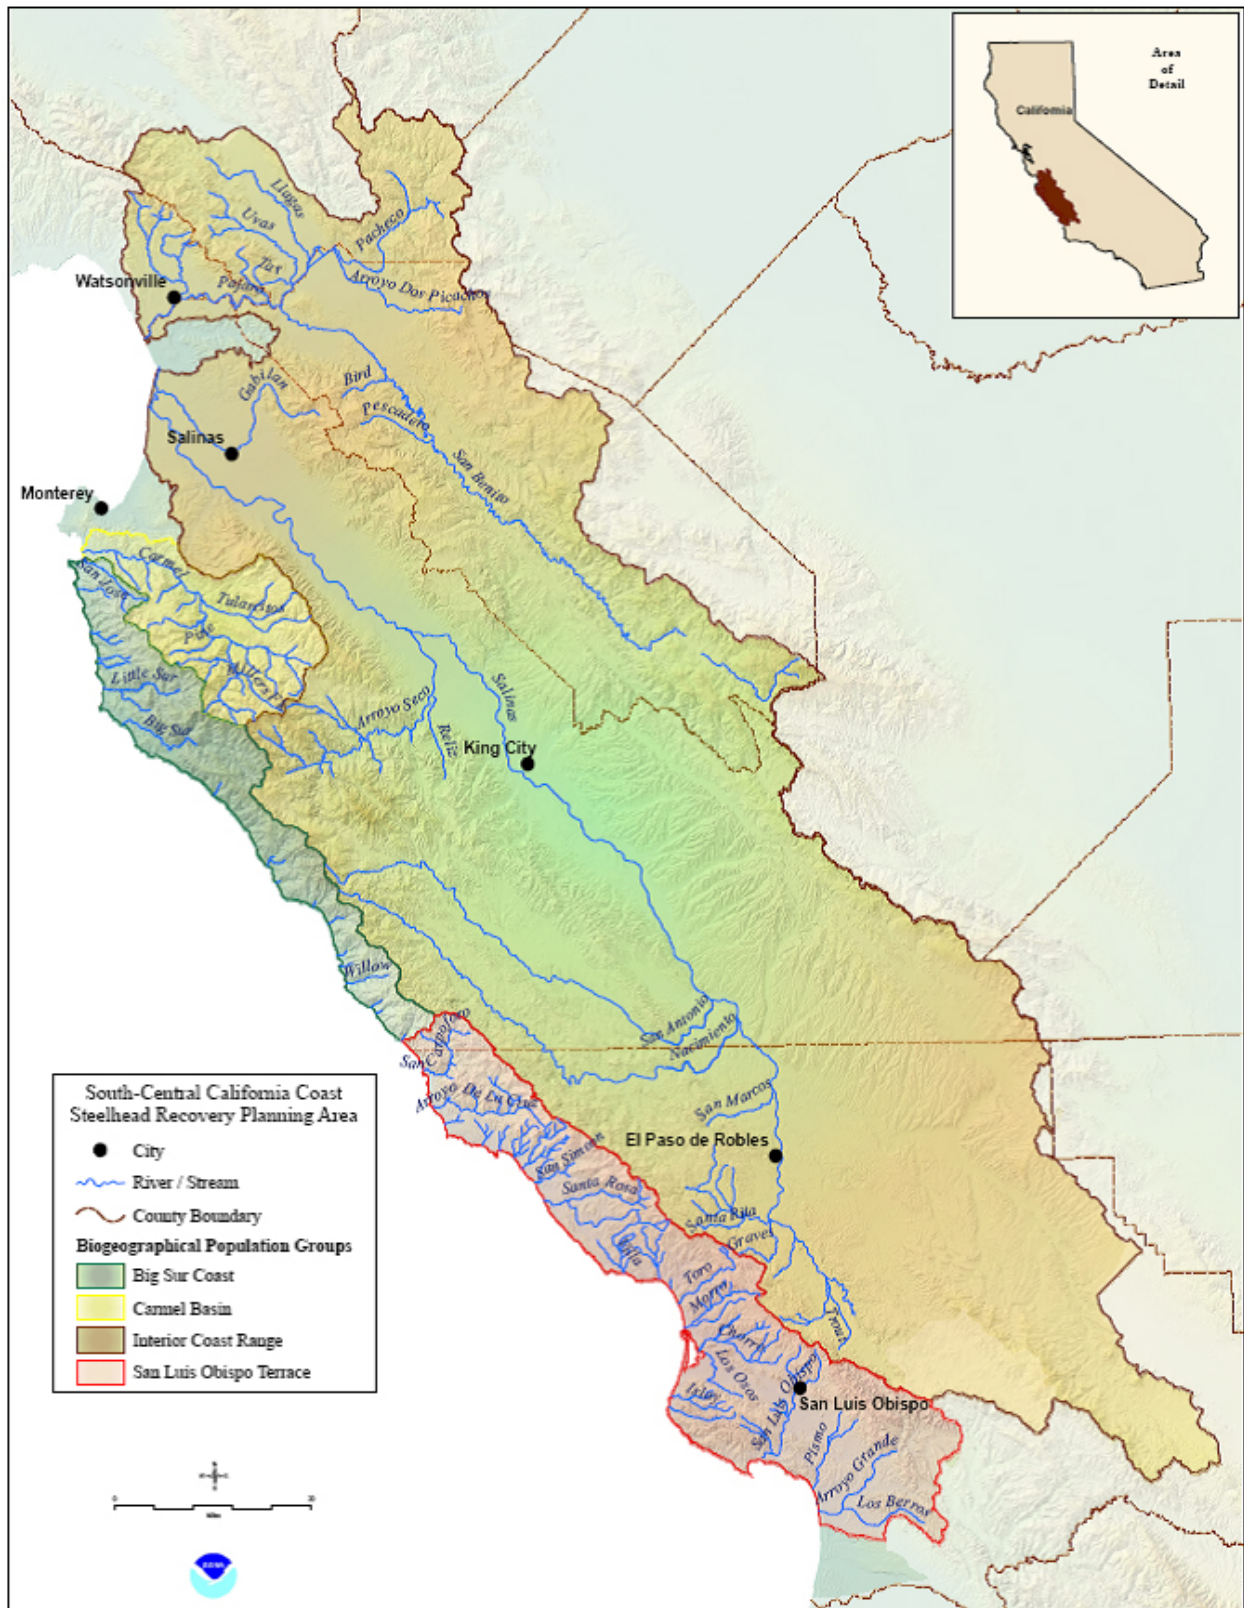 Area
of
Detail
California
Llagas
Uvas
Pacheco
Tar
Watsonville
Pajaro
Arroyo Dos Picachos
Gabilan
Bird
Pescadero
Salinas
San Benito
Monterey
Carmel
San Jose
Tularcitos
Pine
Little Sur
Millers Fk
Salinas
Arroyo Seco
Big Sur
Reliz
King City
Willow
San Antonio
Nacimiento
San Carpoforo
Arroyo De La Cruz
San Marcos
El Paso de Robles
San Simeon
Santa Rosa
Santa Rita
Graves
Villa
Toro
Morro
Trout
Chorro
Los Osos
Islay
San Luis Obispo
San Luis Obispo
Pismo
Arroyo Grande
Los Berros
South-Central California Coast
Steelhead Recovery Planning Area
City
River / Stream
County Boundary
Biogeographical Population Groups
Big Sur Coast
Carmel Basin
Interior Coast Range
San Luis Obispo Terrace
0
Miles
NOAA